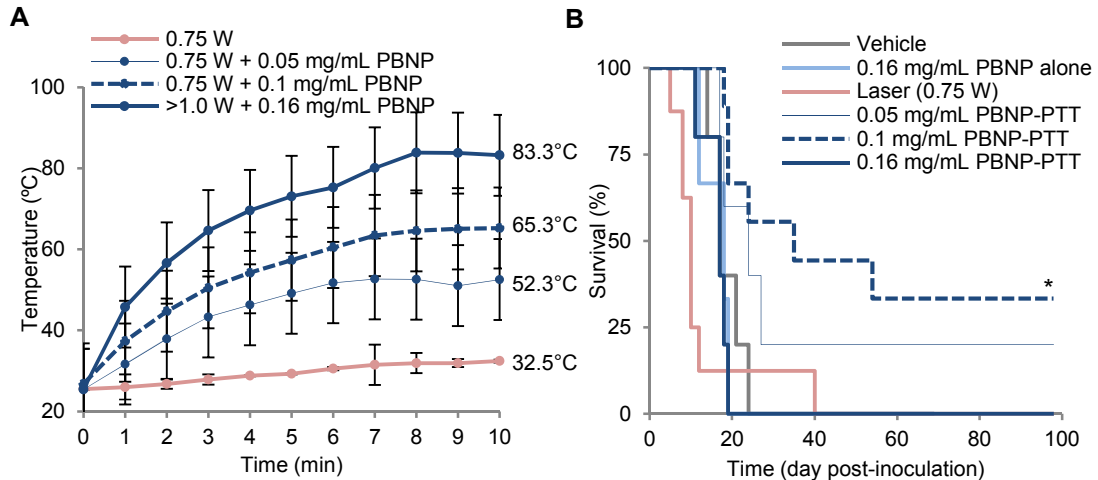 A
0.75 W
0.75 W + 0.05 mg/mL PBNP
0.75 W + 0.1 mg/mL PBNP
>1.0 W + 0.16 mg/mL PBNP
Temperature (ºC)
100
80
60
40
20
83.3°C
65.3°C
52.3°C
32.5°C
0 1 2 3 4 5 6 7 8 9 10
Time (min)
B
Vehicle
0.16 mg/mL PBNP alone
Laser (0.75 W)
0.05 mg/mL PBNP-PTT
0.1 mg/mL PBNP-PTT
0.16 mg/mL PBNP-PTT
Survival (%)
100
75
50
25
0
*
0 20 40 60 80 100
Time (day post-inoculation)